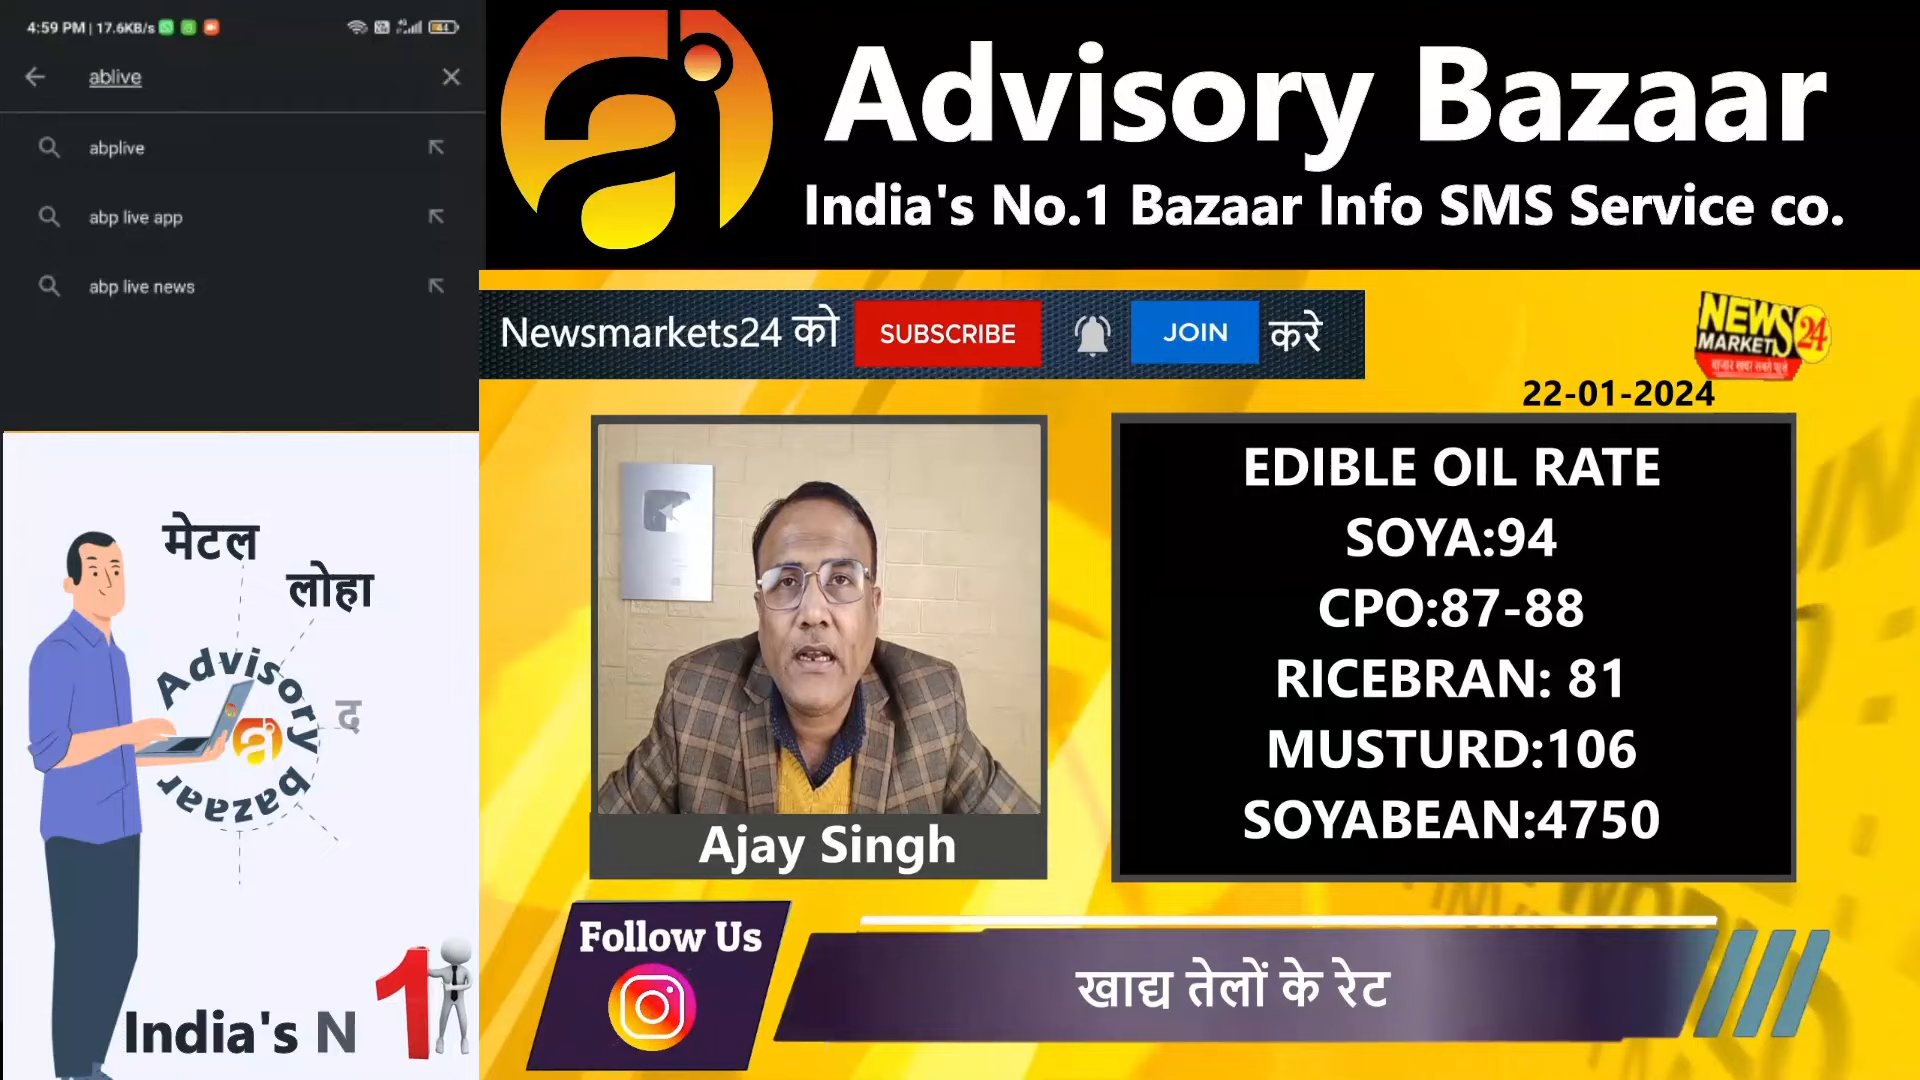 4:59 PM | 17.6KB/s
ablive
abplive
abp live app
abp live news
Advisory Bazaar
India's No.1 Bazaar Info SMS Service co.
Newsmarkets24 को SUBSCRIBE JOIN करे
NEWS
MARKETS 24
22-01-2024
EDIBLE OIL RATE
SOYA:94
CPO:87-88
RICEBRAN: 81
MUSTURD:106
SOYABEAN:4750
Ajay Singh
Follow Us
खाद्य तेलों के रेट
मेटल
लोहा
द
Advisory
bazaar
India's N 1